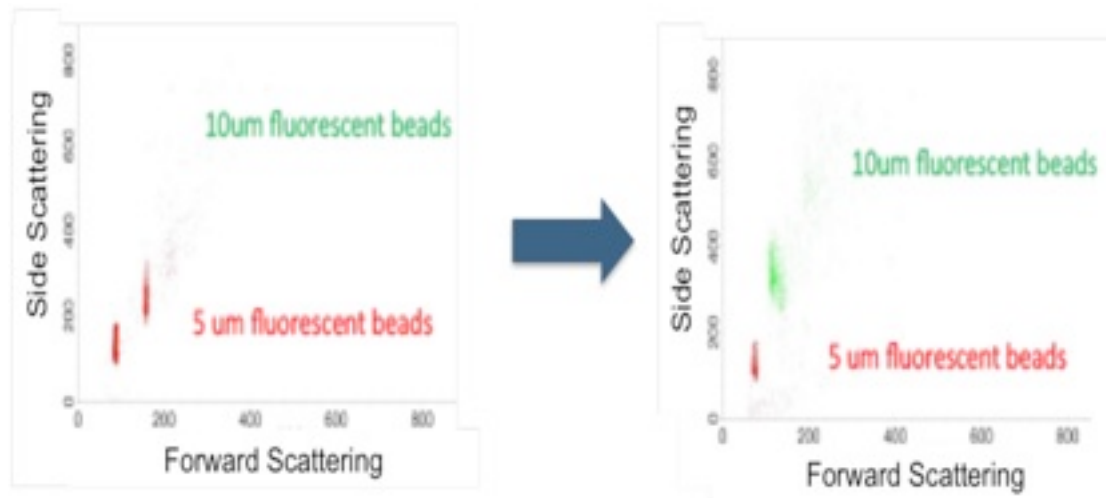 800
600
400
200
0
Side Scattering
10um fluorescent beads
5 um fluorescent beads
0 200 400 600 800
Forward Scattering
800
600
400
200
0
Side Scattering
10um fluorescent beads
5 um fluorescent beads
0 200 400 600 800
Forward Scattering